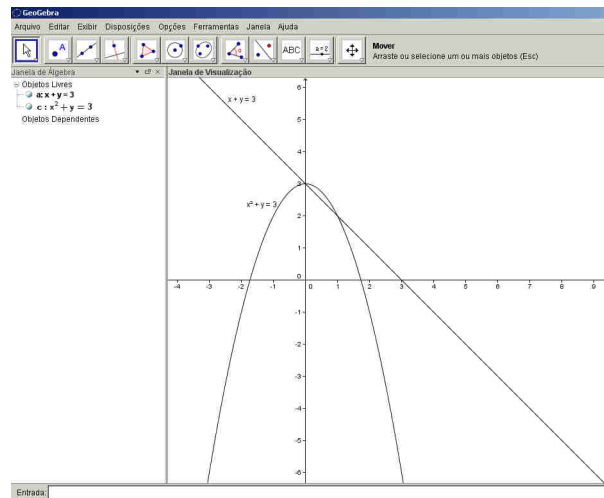 GeoGebra
Arquivo Editar Exibir Disposições Opções Ferramentas Janela Ajuda
A ABC a=2 Mover
Arraste ou selecione um ou mais objetos (Esc)
Janela de Álgebra Janela de Visualização
Objetos Livres
a: x + y = 3
c : x² + y = 3
Objetos Dependentes
x + y = 3
x² + y = 3
6
5
4
3
2
1
0
-1
-2
-3
-4
-5
-6
-4 -3 -2 -1 0 1 2 3 4 5 6 7 8 9
Entrada: